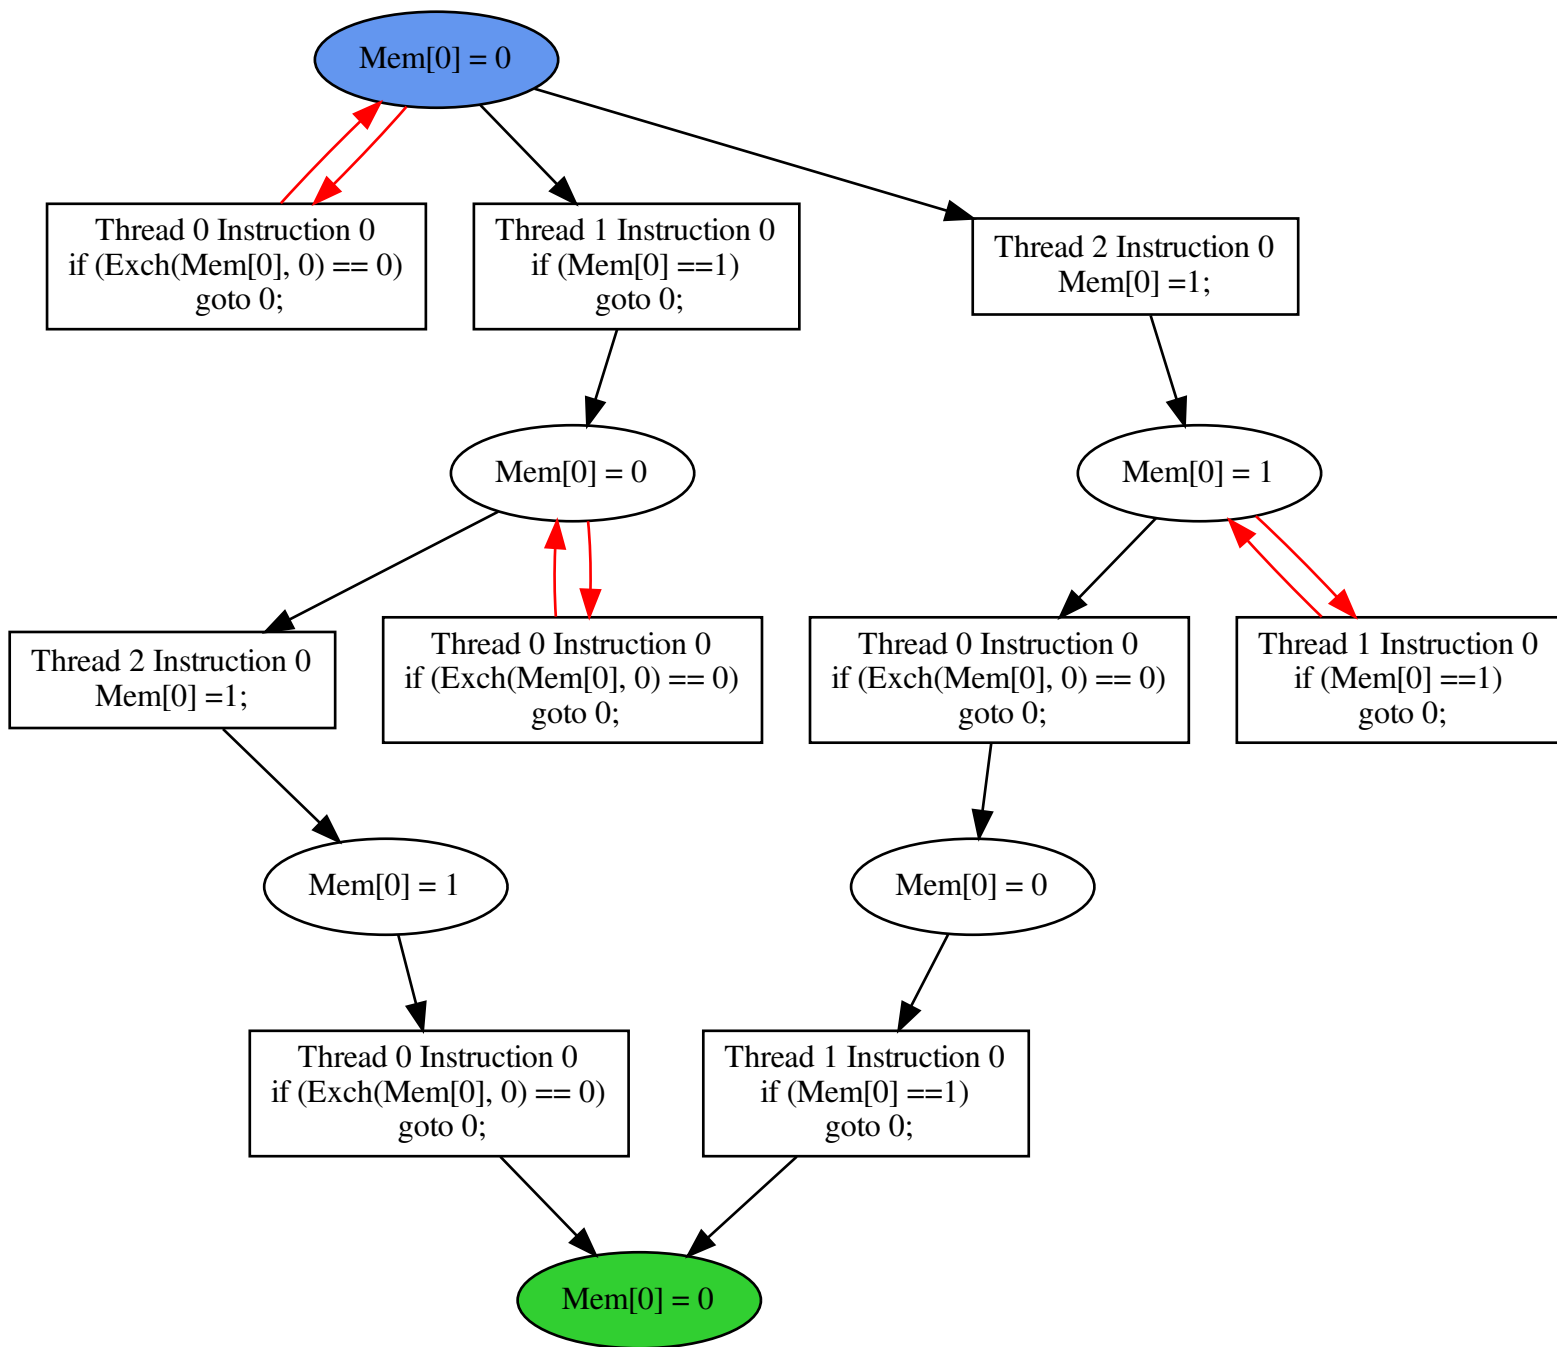 Mem[0] = 0
Thread 0 Instruction 0
if (Exch(Mem[0], 0) == 0)
goto 0;
Thread 1 Instruction 0
if (Mem[0] ==1)
goto 0;
Thread 2 Instruction 0
Mem[0] =1;
Mem[0] = 0
Mem[0] = 1
Thread 2 Instruction 0
Mem[0] =1;
Thread 0 Instruction 0
if (Exch(Mem[0], 0) == 0)
goto 0;
Thread 0 Instruction 0
if (Exch(Mem[0], 0) == 0)
goto 0;
Thread 1 Instruction 0
if (Mem[0] ==1)
goto 0;
Mem[0] = 1
Mem[0] = 0
Thread 0 Instruction 0
if (Exch(Mem[0], 0) == 0)
goto 0;
Thread 1 Instruction 0
if (Mem[0] ==1)
goto 0;
Mem[0] = 0